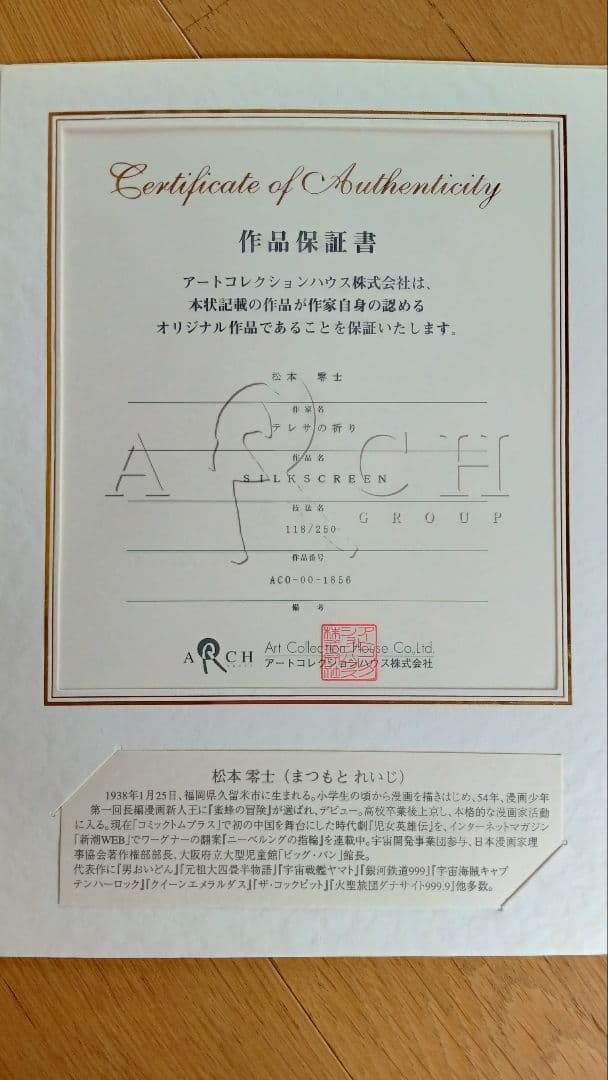 Certificate of Authenticity
作品保証書
アートコレクションハウス株式会社は、
本状記載の作品が作家自身の認める
オリジナル作品であることを保証いたします。
松本 零士
作家名
テレサの祈り
作品名
SILKSCREEN
技法名
118/250
作品番号
ACO-00-1856
備考
ARCH
GROUP
ARCH
Art Collection House Co.,Ltd.
アートコレクションハウス株式会社
松本 零士(まつもと れいじ)
1938年1月25日、福岡県久留米市に生まれる。小学生の頃から漫画を描きはじめ、54年、漫画少年
第一回長編漫画新人王に『蜜蜂の冒険』が選ばれ、デビュー。高校卒業後上京し、本格的な漫画家活動
に入る。現在『コミックトムプラス』で初の中国を舞台にした時代劇『児女英雄伝』を、インターネットマガジン
『新潮WEB』でワーグナーの翻案『ニーベルングの指輪』を連載中。宇宙開発事業団参与、日本漫画家理
事協会著作権部部長、大阪府立大型児童館『ビッグ・バン』館長。
代表作に『男おいどん』『元祖大四畳半物語』『宇宙戦艦ヤマト』『銀河鉄道999』『宇宙海賊キャプ
テンハーロック』『クイーンエメラルダス』『ザ・コックピット』『火聖旅団ダナサイト999.9』他多数。